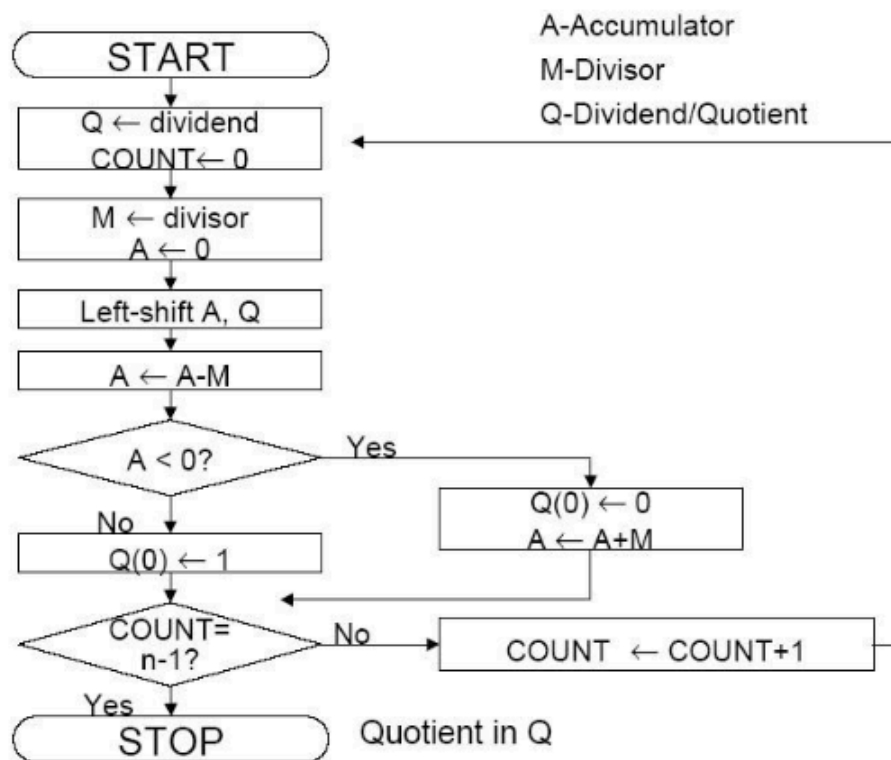 A-Accumulator
M-Divisor
Q-Dividend/Quotient
START
Q ← dividend
COUNT← 0
M ← divisor
A ← 0
Left-shift A, Q
A ← A-M
A < 0?
Yes
Q(0) ← 0
A ← A+M
No
Q(0) ← 1
COUNT=
n-1?
No
COUNT ← COUNT+1
Yes
STOP
Quotient in Q